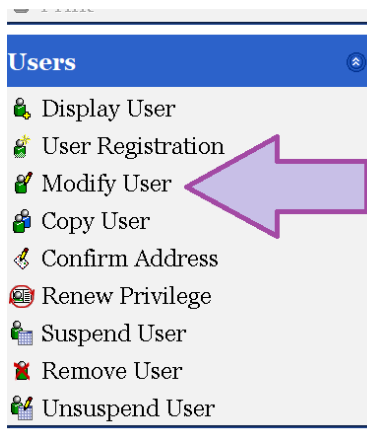 Print
Users
Display User
User Registration
Modify User
Copy User
Confirm Address
Renew Privilege
Suspend User
Remove User
Unsuspend User